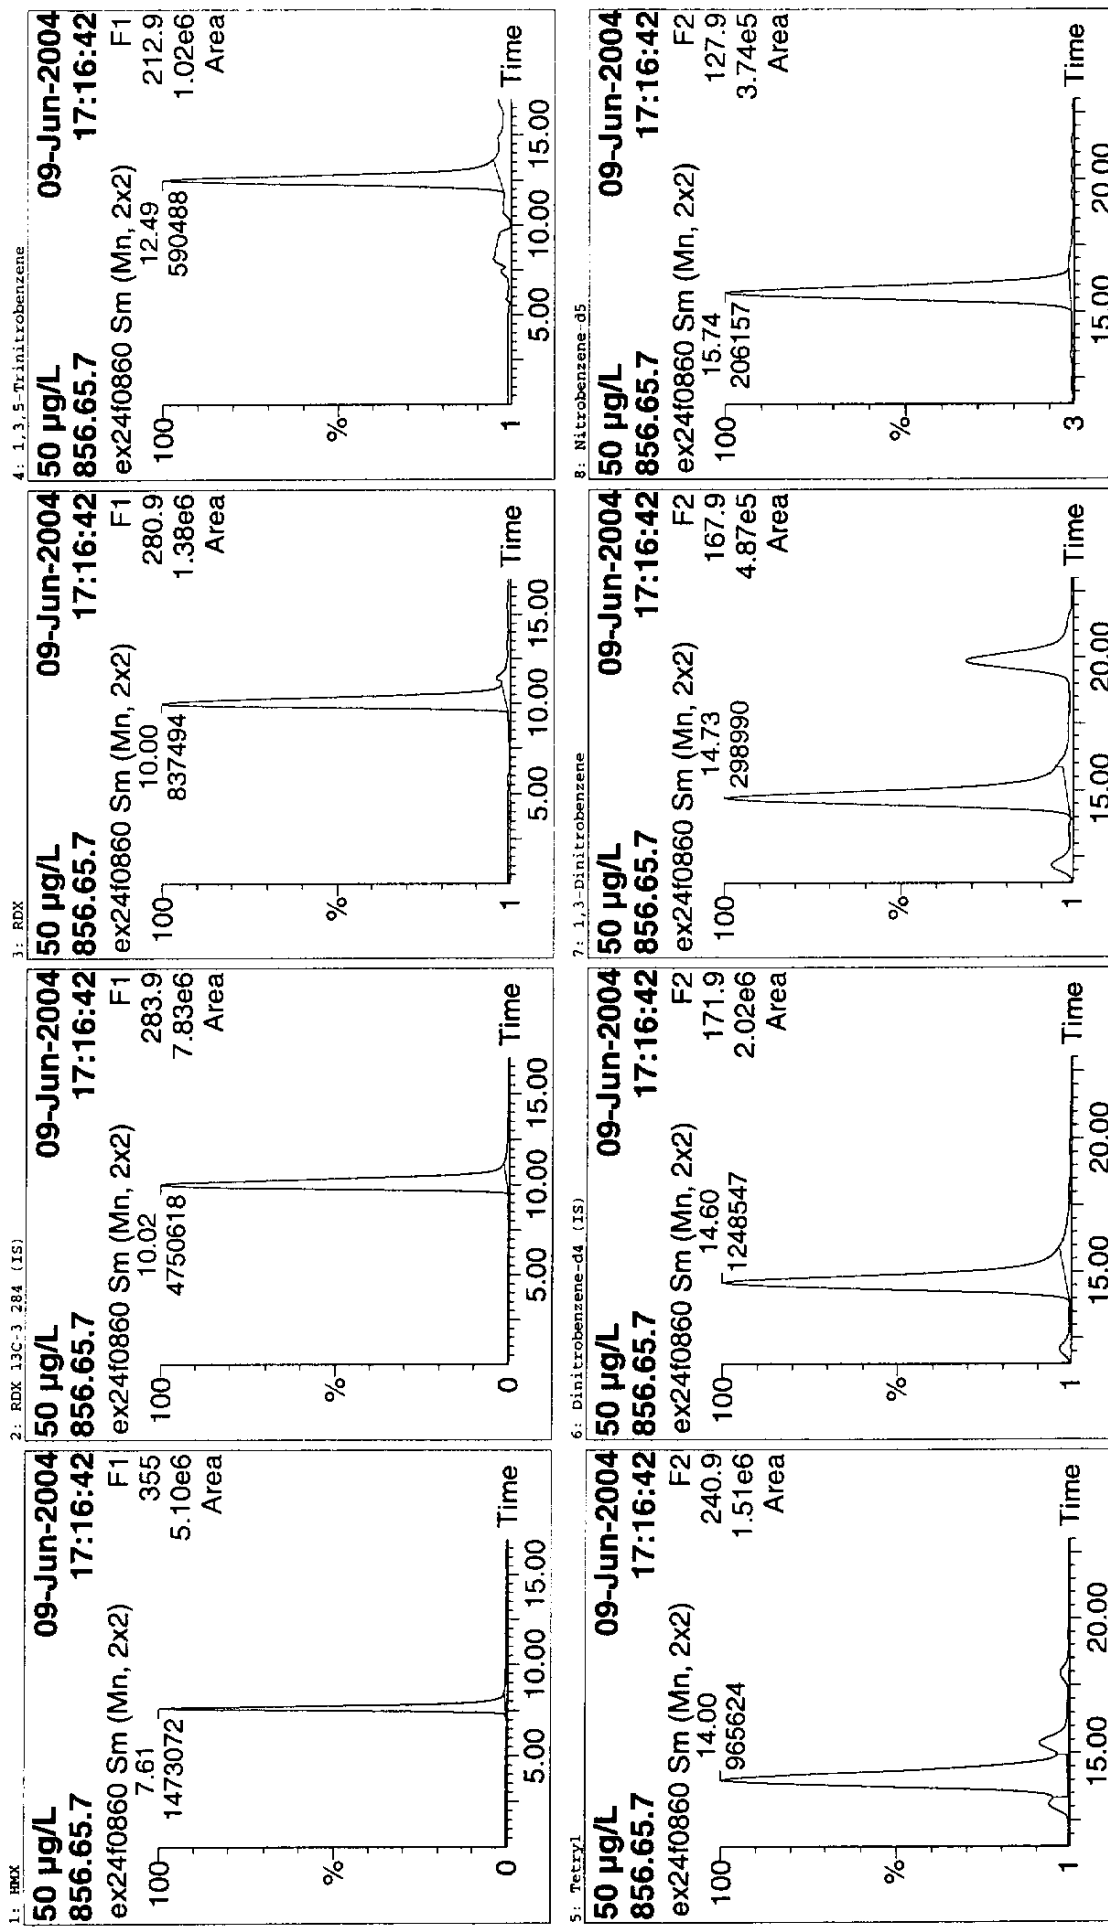 1: HMX
50 µg/L 09-Jun-2004
856.65.7 17:16:42
ex24f0860 Sm (Mn, 2x2) F1
7.61 355
1473072 5.10e6
Area
100
%
0
5.00 10.00 15.00 Time
2: RDX 13C-3 284 (IS)
50 µg/L 09-Jun-2004
856.65.7 17:16:42
ex24f0860 Sm (Mn, 2x2) F1
10.02 283.9
4750618 7.83e6
Area
100
%
0
5.00 10.00 15.00 Time
3: RDX
50 µg/L 09-Jun-2004
856.65.7 17:16:42
ex24f0860 Sm (Mn, 2x2) F1
10.00 280.9
837494 1.38e6
Area
100
%
1
5.00 10.00 15.00 Time
4: 1,3,5-Trinitrobenzene
50 µg/L 09-Jun-2004
856.65.7 17:16:42
ex24f0860 Sm (Mn, 2x2) F1
12.49 212.9
590488 1.02e6
Area
100
%
1
5.00 10.00 15.00 Time
5: Tetryl
50 µg/L 09-Jun-2004
856.65.7 17:16:42
ex24f0860 Sm (Mn, 2x2) F2
14.00 240.9
965624 1.51e6
Area
100
%
1
15.00 20.00 Time
6: Dinitrobenzene-d4 (IS)
50 µg/L 09-Jun-2004
856.65.7 17:16:42
ex24f0860 Sm (Mn, 2x2) F2
14.60 171.9
1248547 2.02e6
Area
100
%
1
15.00 20.00 Time
7: 1,3-Dinitrobenzene
50 µg/L 09-Jun-2004
856.65.7 17:16:42
ex24f0860 Sm (Mn, 2x2) F2
14.73 167.9
298990 4.87e5
Area
100
%
1
15.00 20.00 Time
8: Nitrobenzene-d5
50 µg/L 09-Jun-2004
856.65.7 17:16:42
ex24f0860 Sm (Mn, 2x2) F2
15.74 127.9
206157 3.74e5
Area
100
%
3
15.00 20.00 Time